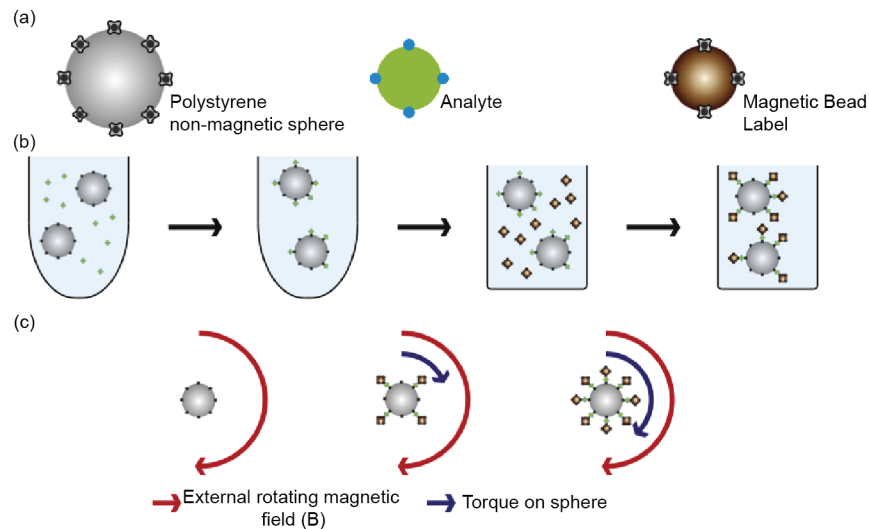 (a)
Polystyrene
non-magnetic sphere
Analyte
Magnetic Bead
Label
(b)
(c)
External rotating magnetic
field (B)
Torque on sphere